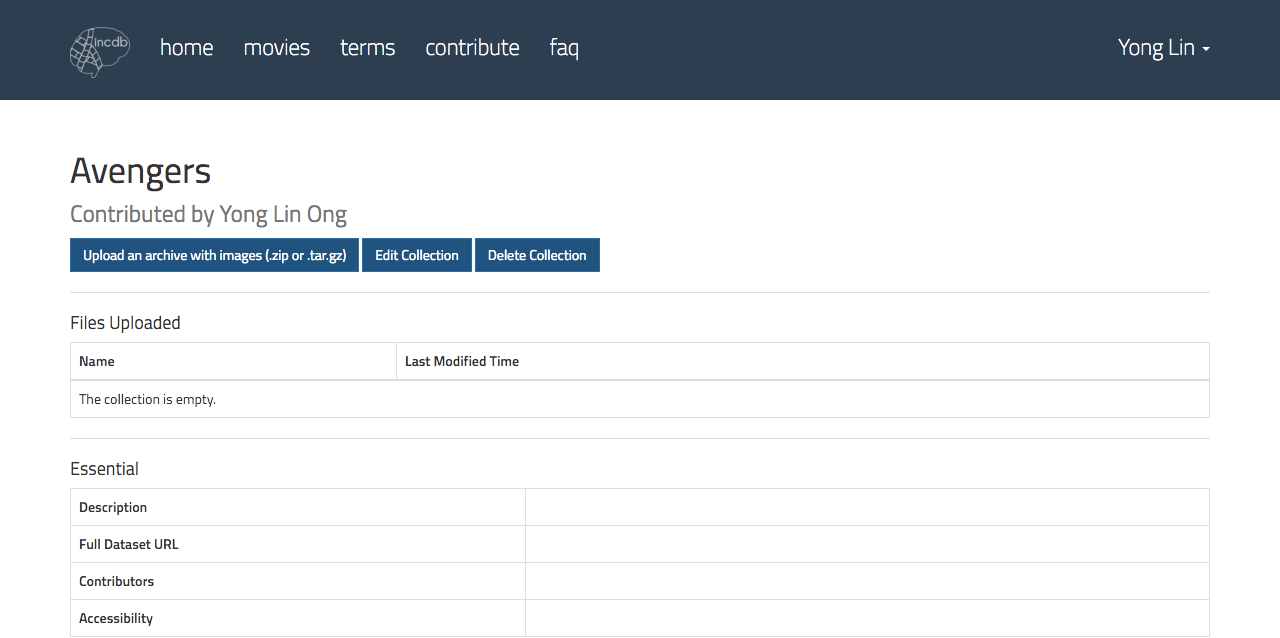 incdb home movies terms contribute faq Yong Lin
Avengers
Contributed by Yong Lin Ong
Upload an archive with images (.zip or .tar.gz) Edit Collection Delete Collection
Files Uploaded
Name Last Modified Time
The collection is empty.
Essential
Description
Full Dataset URL
Contributors
Accessibility